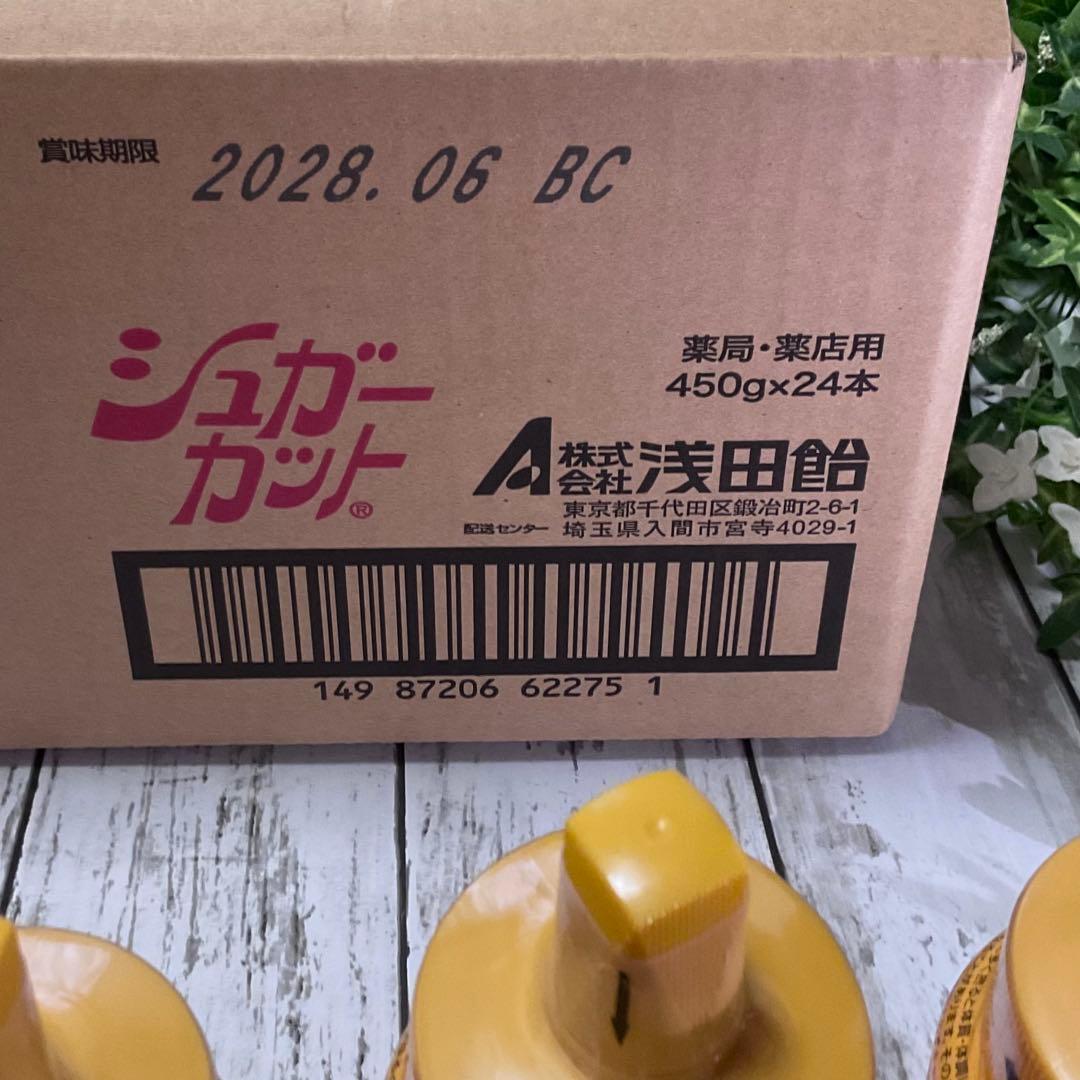 賞味期限 2028.06 BC
シュガー
カット®
薬局・薬店用
450g×24本
株式会社 浅田飴
東京都千代田区鍛冶町2-6-1
配送センター 埼玉県入間市宮寺4029-1
149 87206 62275 1